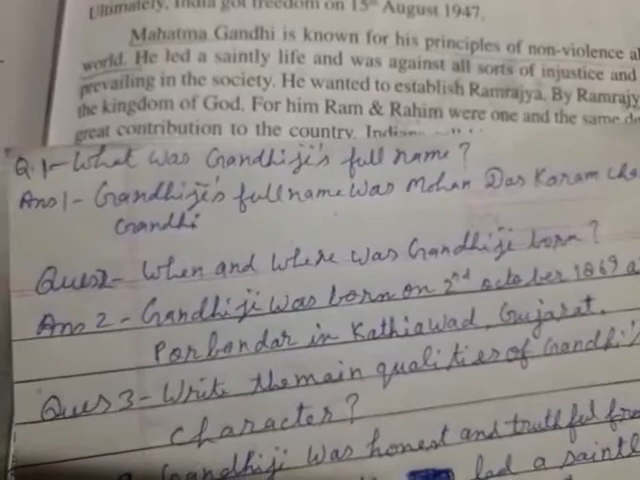 Ultimately, India got freedom on 15th August 1947.
Mahatma Gandhi is known for his principles of non-violence
world. He led a saintly life and was against all sorts of injustice and
prevailing in the society. He wanted to establish Ramrajya. By
the kingdom of God. For him Ram & Rahim were one and the same
great contribution to the country.
Q.1- What was Gandhiji's full name?
Ans 1- Gandhiji's full name was Mohan Das Karam
Gandhi
Ques2- When and where was Gandhiji born?
Ans 2- Gandhiji was born on 2nd october 1869
Porbandar in Kathiawad, Gujarat.
Ques 3- Write the main qualities of
character?
Gandhiji was honest and truthful
led a